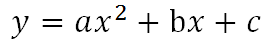 y = ax² + bx + c